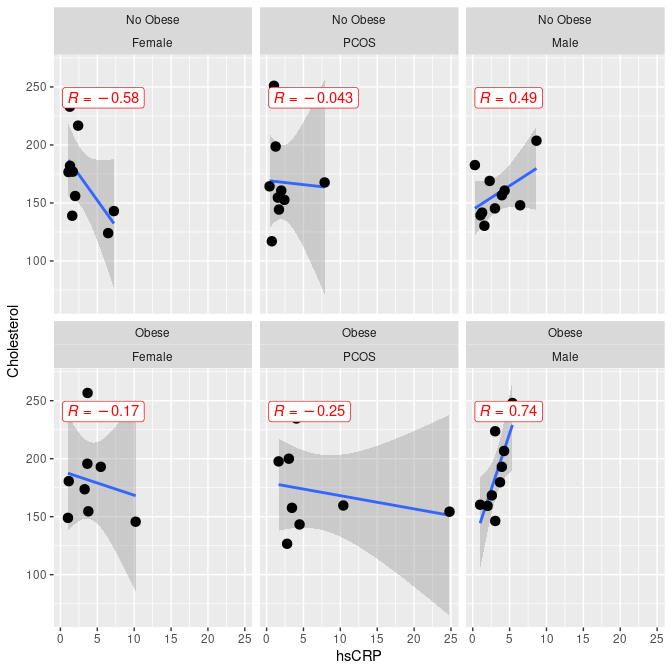 No Obese
No Obese
No Obese
Female
PCOS
Male
250
200
150
100
R = −0.58
R = −0.043
R = 0.49
Obese
Obese
Obese
Female
PCOS
Male
250
200
150
100
R = −0.17
R = −0.25
R = 0.74
0 5 10 15 20 25
0 5 10 15 20 25
0 5 10 15 20 25
hsCRP
Cholesterol